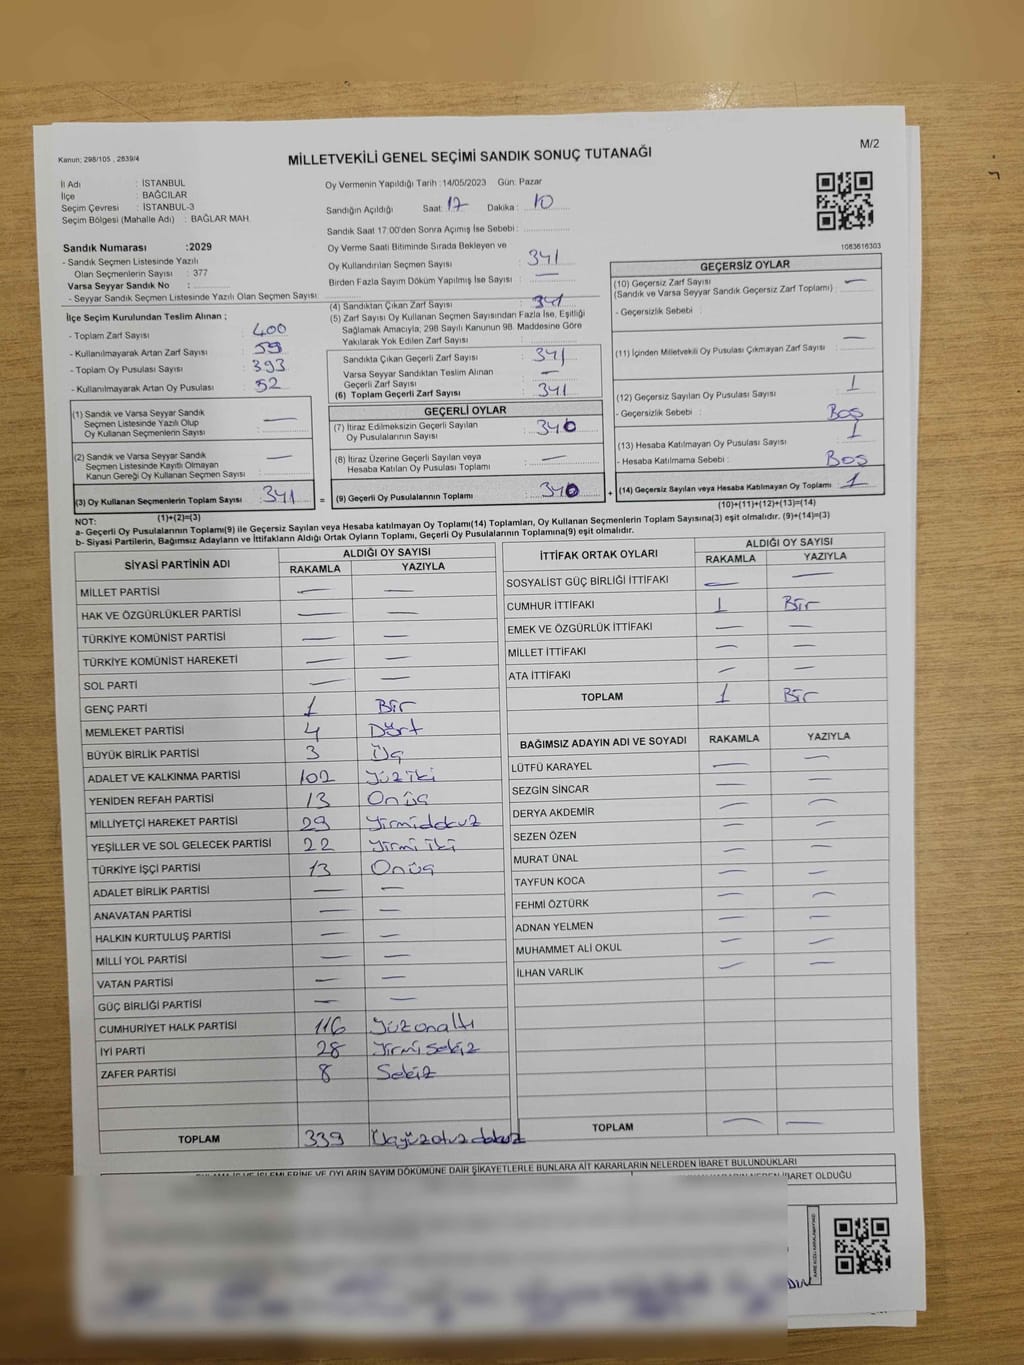 Kanun; 298/105 , 2839/4
MİLLETVEKİLİ GENEL SEÇİMİ SANDIK SONUÇ TUTANAĞI
M/2
İl Adı : İSTANBUL
İlçe : BAĞCILAR
Seçim Çevresi : İSTANBUL-3
Seçim Bölgesi (Mahalle Adı) : BAĞLAR MAH
Oy Vermenin Yapıldığı Tarih :14/05/2023 Gün: Pazar
Sandığın Açıldığı Saat: 17 Dakika: 10
Sandık Saat 17:00'den Sonra Açımış İse Sebebi :
1063616303
Sandık Numarası :2029
- Sandık Seçmen Listesinde Yazılı
Olan Seçmenlerin Sayısı : 377
Varsa Seyyar Sandık No :
- Seyyar Sandık Seçmen Listesinde Yazılı Olan Seçmen Sayısı :
İlçe Seçim Kurulundan Teslim Alınan :
- Toplam Zarf Sayısı : 400
- Kullanılmayarak Artan Zarf Sayısı : 59
- Toplam Oy Pusulası Sayısı : 393
- Kullanılmayarak Artan Oy Pusulası : 52
(1) Sandık ve Varsa Seyyar Sandık
Seçmen Listesinde Yazılı Olup
Oy Kullanan Seçmenlerin Sayısı : —
(2) Sandık ve Varsa Seyyar Sandık
Seçmen Listesinde Kayıtlı Olmayan
Kanun Gereği Oy Kullanan Seçmen Sayısı : —
(3) Oy Kullanan Seçmenlerin Toplam Sayısı : 341
(1)+(2)=(3)
Oy Verme Saati Bitiminde Sırada Bekleyen ve
Oy Kullandırılan Seçmen Sayısı : 341
Birden Fazla Sayım Döküm Yapılmış İse Sayısı : —
(4) Sandıktan Çıkan Zarf Sayısı : 341
(5) Zarf Sayısı Oy Kullanan Seçmen Sayısından Fazla İse, Eşitliği
Sağlamak Amacıyla; 298 Sayılı Kanunun 98. Maddesine Göre
Yakılarak Yok Edilen Zarf Sayısı :
Sandıkta Çıkan Geçerli Zarf Sayısı : 341
Varsa Seyyar Sandıktan Teslim Alınan
Geçerli Zarf Sayısı : —
(6) Toplam Geçerli Zarf Sayısı : 341
GEÇERLİ OYLAR
(7) İtiraz Edilmeksizin Geçerli Sayılan
Oy Pusulalarının Sayısı : 340
(8) İtiraz Üzerine Geçerli Sayılan veya
Hesaba Katılan Oy Pusulası Toplamı : —
= (9) Geçerli Oy Pusulalarının Toplamı : 340
GEÇERSİZ OYLAR
(10) Geçersiz Zarf Sayısı : —
(Sandık ve Varsa Seyyar Sandık Geçersiz Zarf Toplamı) :
- Geçersizlik Sebebi :
(11) İçinden Milletvekili Oy Pusulası Çıkmayan Zarf Sayısı : —
(12) Geçersiz Sayılan Oy Pusulası Sayısı : 1
- Geçersizlik Sebebi : Boş
(13) Hesaba Katılmayan Oy Pusulası Sayısı : 1
- Hesaba Katılmama Sebebi : Boş
+ (14) Geçersiz Sayılan veya Hesaba Katılmayan Oy Toplamı : 1
(10)+(11)+(12)+(13)=(14)
NOT:
a- Geçerli Oy Pusulalarının Toplamı(9) ile Geçersiz Sayılan veya Hesaba katılmayan Oy Toplamı(14) Toplamları, Oy Kullanan Seçmenlerin Toplam Sayısına(3) eşit olmalıdır. (9)+(14)=(3)
b- Siyasi Partilerin, Bağımsız Adayların ve İttifakların Aldığı Ortak Oyların Toplamı, Geçerli Oy Pusulalarının Toplamına(9) eşit olmalıdır.
SİYASİ PARTİNİN ADI ALDIĞI OY SAYISI
RAKAMLA YAZIYLA
MİLLET PARTİSİ — —
HAK VE ÖZGÜRLÜKLER PARTİSİ — —
TÜRKİYE KOMÜNİST PARTİSİ — —
TÜRKİYE KOMÜNİST HAREKETİ — —
SOL PARTİ — —
GENÇ PARTİ 1 Bir
MEMLEKET PARTİSİ 4 Dört
BÜYÜK BİRLİK PARTİSİ 3 Üç
ADALET VE KALKINMA PARTİSİ 102 Yüziki
YENİDEN REFAH PARTİSİ 13 Onüç
MİLLİYETÇİ HAREKET PARTİSİ 29 Yirmidokuz
YEŞİLLER VE SOL GELECEK PARTİSİ 22 Yirmi iki
TÜRKİYE İŞÇİ PARTİSİ 13 Onüç
ADALET BİRLİK PARTİSİ — —
ANAVATAN PARTİSİ — —
HALKIN KURTULUŞ PARTİSİ — —
MİLLİ YOL PARTİSİ — —
VATAN PARTİSİ — —
GÜÇ BİRLİĞİ PARTİSİ — —
CUMHURİYET HALK PARTİSİ 116 Yüzonaltı
İYİ PARTİ 28 Yirmi sekiz
ZAFER PARTİSİ 8 Sekiz
TOPLAM 339 Üçyüzotuzdokuz
İTTİFAK ORTAK OYLARI ALDIĞI OY SAYISI
RAKAMLA YAZIYLA
SOSYALİST GÜÇ BİRLİĞİ İTTİFAKI — —
CUMHUR İTTİFAKI 1 Bir
EMEK VE ÖZGÜRLÜK İTTİFAKI — —
MİLLET İTTİFAKI — —
ATA İTTİFAKI — —
TOPLAM 1 Bir
BAĞIMSIZ ADAYIN ADI VE SOYADI RAKAMLA YAZIYLA
LÜTFÜ KARAYEL — —
SEZGİN SİNCAR — —
DERYA AKDEMİR — —
SEZEN ÖZEN — —
MURAT ÜNAL — —
TAYFUN KOCA — —
FEHMİ ÖZTÜRK — —
ADNAN YELMEN — —
MUHAMMET ALİ OKUL — —
İLHAN VARLIK — —
TOPLAM — —
İŞLEMLERİNE VE OYLARIN SAYIM DÖKÜMÜNE DAİR ŞİKAYETLERLE BUNLARA AİT KARARLARIN NELERDEN İBARET BULUNDUKLARI
İBARET OLDUĞU